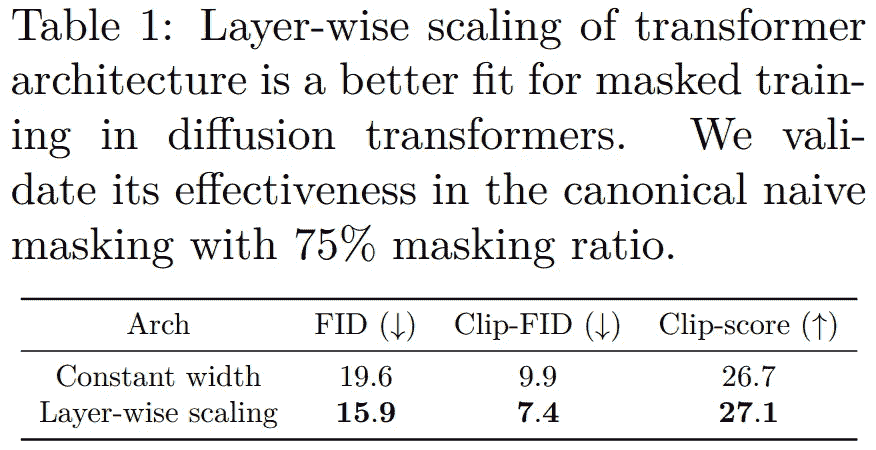 Table 1: Layer-wise scaling of transformer
architecture is a better fit for masked train-
ing in diffusion transformers. We vali-
date its effectiveness in the canonical naive
masking with 75% masking ratio.
Arch FID (↓) Clip-FID (↓) Clip-score (↑)
Constant width 19.6 9.9 26.7
Layer-wise scaling 15.9 7.4 27.1